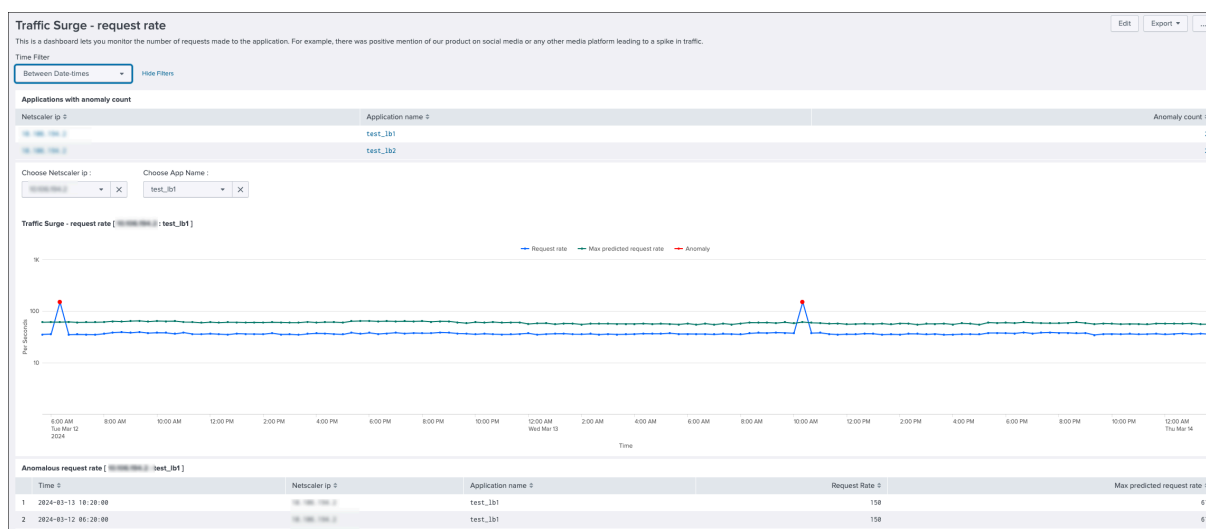 Traffic Surge - request rate
Edit Export ...
This is a dashboard lets you monitor the number of requests made to the application. For example, there was positive mention of our product on social media or any other media platform leading to a spike in traffic.
Time Filter
Between Date-times
Hide Filters
Applications with anomaly count
Netscaler ip Application name Anomaly count
test_lb1
test_lb2
Choose Netscaler ip : Choose App Name :
test_lb1
Traffic Surge - request rate [ : test_lb1 ]
Request rate Max predicted request rate Anomaly
1K
100
10
Per Seconds
6:00 AM 8:00 AM 10:00 AM 12:00 PM 2:00 PM 4:00 PM 6:00 PM 8:00 PM 10:00 PM 12:00 AM 2:00 AM 4:00 AM 6:00 AM 8:00 AM 10:00 AM 12:00 PM 2:00 PM 4:00 PM 6:00 PM 8:00 PM 10:00 PM 12:00 AM
Tue Mar 12 Wed Mar 13 Thu Mar 14
2024
Time
Anomalous request rate [ : test_lb1 ]
Time Netscaler ip Application name Request Rate Max predicted request rate
1 2024-03-13 10:20:00 test_lb1 150
2 2024-03-12 06:20:00 test_lb1 150